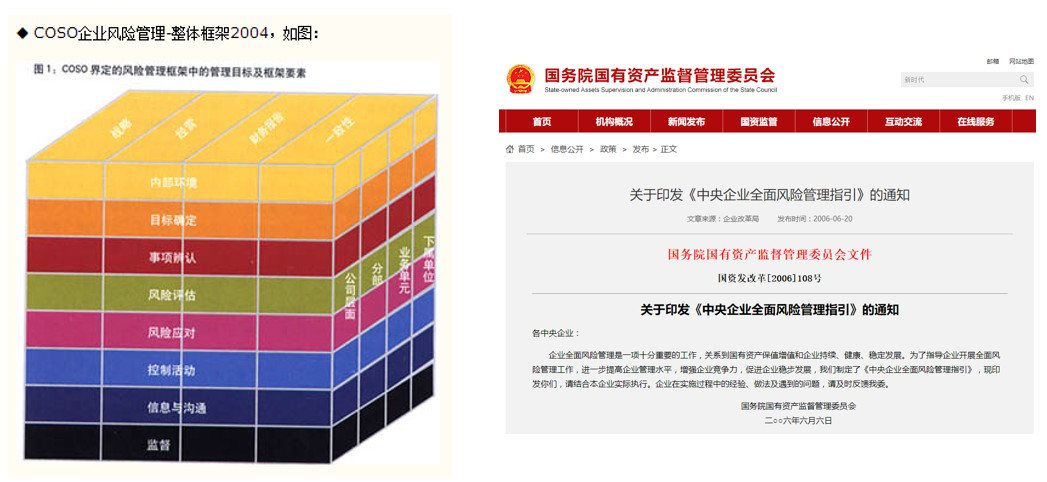 ◆ COSO企业风险管理-整体框架2004，如图：
图 1：COSO 界定的风险管理框架中的管理目标及框架要素
战略
经营
财务报告
一致性
内部环境
目标确定
事项辨认
风险评估
风险应对
控制活动
信息与沟通
监督
公司层面
分部
业务单元
下属单位
邮箱 网站地图
国务院国有资产监督管理委员会
State-owned Assets Supervision and Administration Commission of the State Council
新时代
手机版 EN
首页 机构概况 新闻发布 国资监管 信息公开 互动交流 在线服务
首页 > 信息公开 > 政策 > 发布 > 正文
关于印发《中央企业全面风险管理指引》的通知
文章来源：企业改革局 发布时间：2006-06-20
国务院国有资产监督管理委员会文件
国资发改革[2006]108号
关于印发《中央企业全面风险管理指引》的通知
各中央企业：
企业全面风险管理是一项十分重要的工作，关系到国有资产保值增值和企业持续、健康、稳定发展。为了指导企业开展全面风
险管理工作，进一步提高企业管理水平，增强企业竞争力，促进企业稳步发展，我们制定了《中央企业全面风险管理指引》，现印
发你们，请结合本企业实际执行。企业在实施过程中的经验、做法及遇到的问题，请及时反馈我委。
国务院国有资产监督管理委员会
二○○六年六月六日